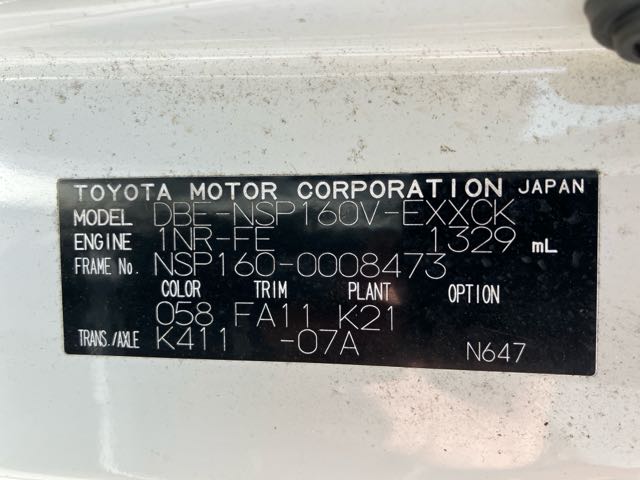 TOYOTA MOTOR CORPORATION JAPAN
MODEL DBE-NSP160V-EXXCK
ENGINE 1NR-FE 1329 mL
FRAME No. NSP160-0008473
COLOR TRIM PLANT OPTION
058 FA11 K21
TRANS./AXLE K411 -07A N647